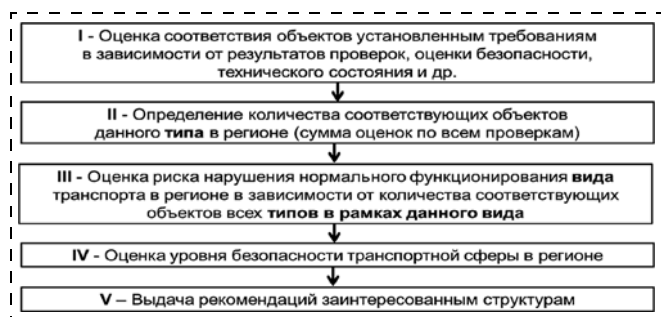 I - Оценка соответствия объектов установленным требованиям
в зависимости от результатов проверок, оценки безопасности,
технического состояния и др.
II - Определение количества соответствующих объектов
данного типа в регионе (сумма оценок по всем проверкам)
III - Оценка риска нарушения нормального функционирования вида
транспорта в регионе в зависимости от количества соответствующих
объектов всех типов в рамках данного вида
IV - Оценка уровня безопасности транспортной сферы в регионе
V – Выдача рекомендаций заинтересованным структурам